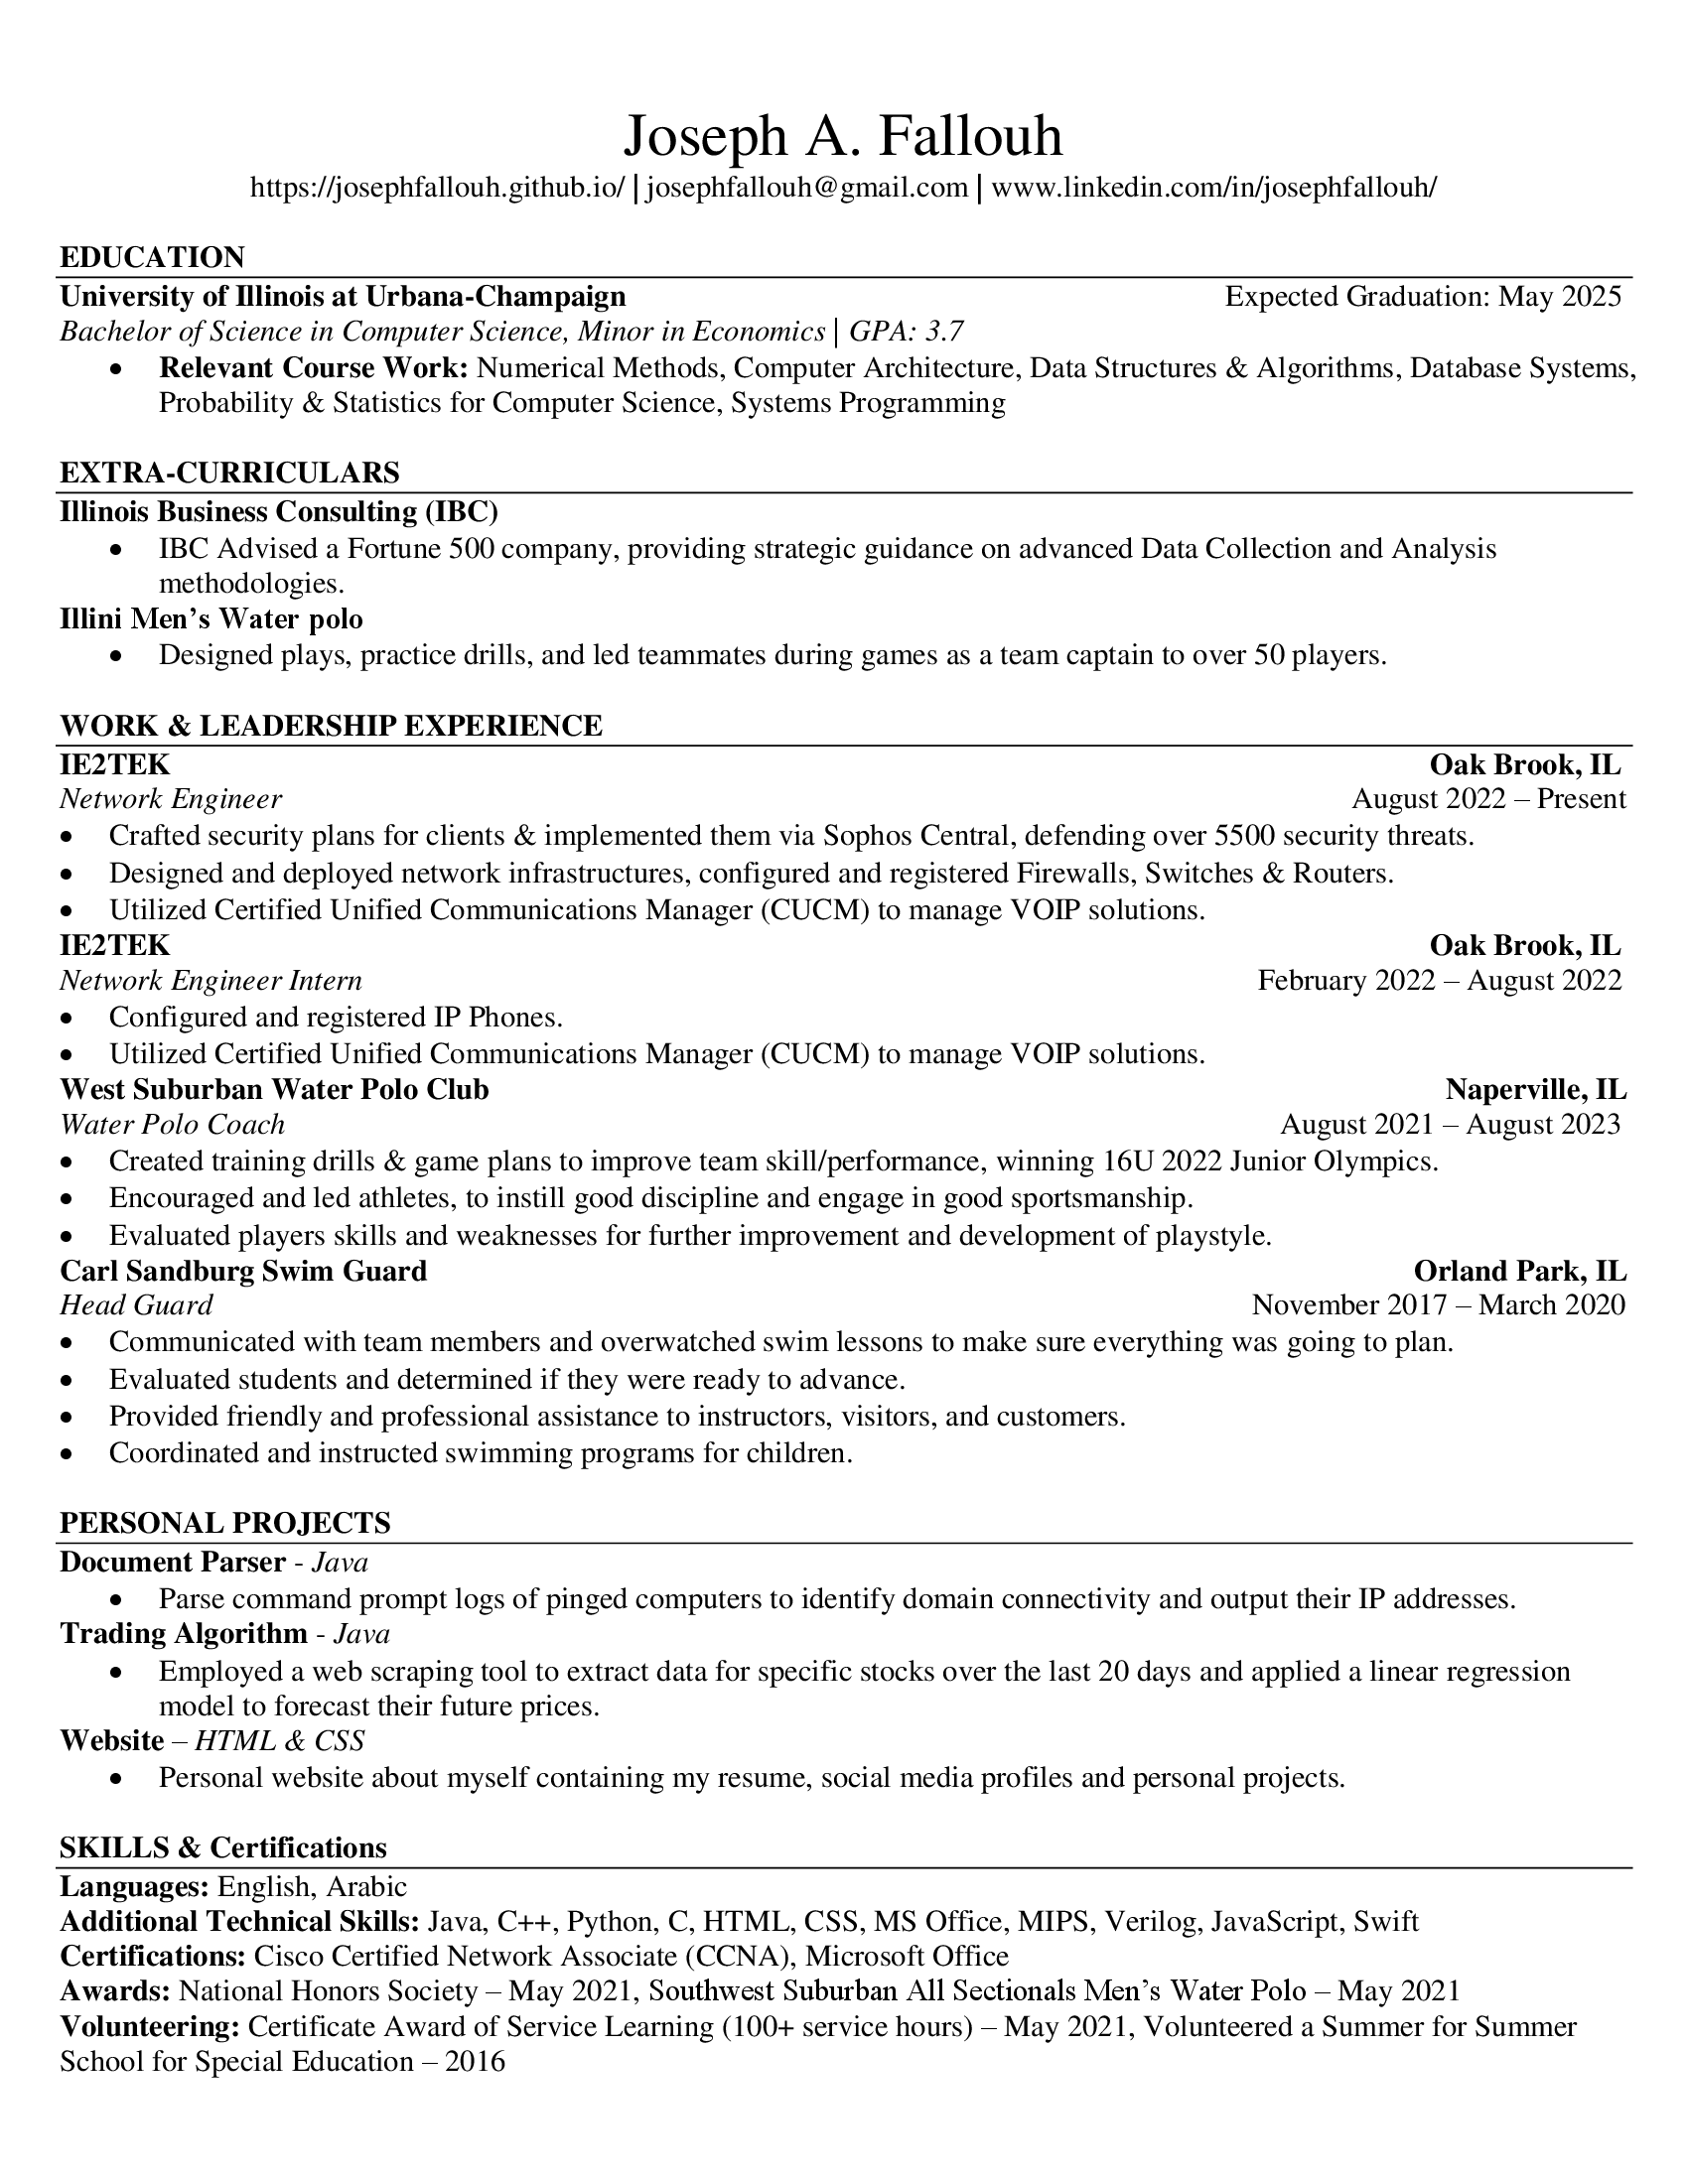 Joseph A. Fallouh
https://josephfallouh.github.io/ | josephfallouh@gmail.com | www.linkedin.com/in/josephfallouh/
EDUCATION
University of Illinois at Urbana-Champaign Expected Graduation: May 2025
Bachelor of Science in Computer Science, Minor in Economics | GPA: 3.7
• Relevant Course Work: Numerical Methods, Computer Architecture, Data Structures & Algorithms, Database Systems,
Probability & Statistics for Computer Science, Systems Programming
EXTRA-CURRICULARS
Illinois Business Consulting (IBC)
• IBC Advised a Fortune 500 company, providing strategic guidance on advanced Data Collection and Analysis
methodologies.
Illini Men’s Water polo
• Designed plays, practice drills, and led teammates during games as a team captain to over 50 players.
WORK & LEADERSHIP EXPERIENCE
IE2TEK Oak Brook, IL
Network Engineer August 2022 – Present
• Crafted security plans for clients & implemented them via Sophos Central, defending over 5500 security threats.
• Designed and deployed network infrastructures, configured and registered Firewalls, Switches & Routers.
• Utilized Certified Unified Communications Manager (CUCM) to manage VOIP solutions.
IE2TEK Oak Brook, IL
Network Engineer Intern February 2022 – August 2022
• Configured and registered IP Phones.
• Utilized Certified Unified Communications Manager (CUCM) to manage VOIP solutions.
West Suburban Water Polo Club Naperville, IL
Water Polo Coach August 2021 – August 2023
• Created training drills & game plans to improve team skill/performance, winning 16U 2022 Junior Olympics.
• Encouraged and led athletes, to instill good discipline and engage in good sportsmanship.
• Evaluated players skills and weaknesses for further improvement and development of playstyle.
Carl Sandburg Swim Guard Orland Park, IL
Head Guard November 2017 – March 2020
• Communicated with team members and overwatched swim lessons to make sure everything was going to plan.
• Evaluated students and determined if they were ready to advance.
• Provided friendly and professional assistance to instructors, visitors, and customers.
• Coordinated and instructed swimming programs for children.
PERSONAL PROJECTS
Document Parser - Java
• Parse command prompt logs of pinged computers to identify domain connectivity and output their IP addresses.
Trading Algorithm - Java
• Employed a web scraping tool to extract data for specific stocks over the last 20 days and applied a linear regression
model to forecast their future prices.
Website – HTML & CSS
• Personal website about myself containing my resume, social media profiles and personal projects.
SKILLS & Certifications
Languages: English, Arabic
Additional Technical Skills: Java, C++, Python, C, HTML, CSS, MS Office, MIPS, Verilog, JavaScript, Swift
Certifications: Cisco Certified Network Associate (CCNA), Microsoft Office
Awards: National Honors Society – May 2021, Southwest Suburban All Sectionals Men’s Water Polo – May 2021
Volunteering: Certificate Award of Service Learning (100+ service hours) – May 2021, Volunteered a Summer for Summer
School for Special Education – 2016